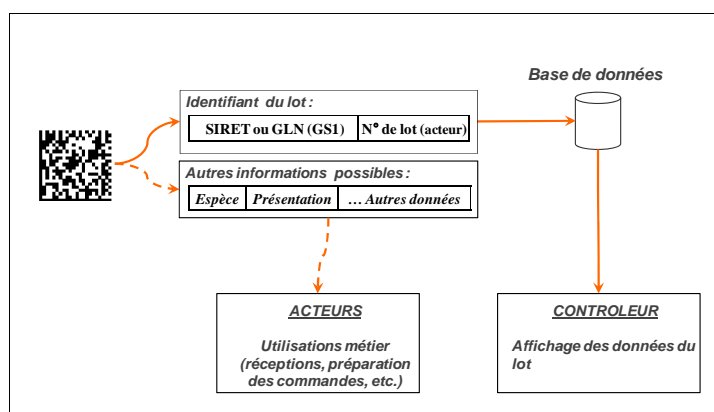 Base de données
Identifiant du lot :
SIRET ou GLN (GS1) N° de lot (acteur)
Autres informations possibles :
Espèce Présentation … Autres données
ACTEURS
Utilisations métier
(réceptions, préparation
des commandes, etc.)
CONTROLEUR
Affichage des données du
lot